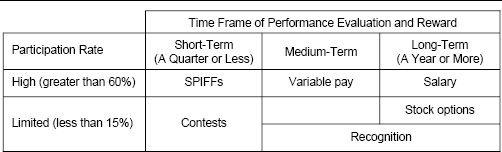 Time Frame of Performance Evaluation and Reward
Participation Rate
Short-Term
(A Quarter or Less)
Medium-Term
Long-Term
(A Year or More)
High (greater than 60%)
SPIFFs
Variable pay
Salary
Limited (less than 15%)
Contests
Stock options
Recognition